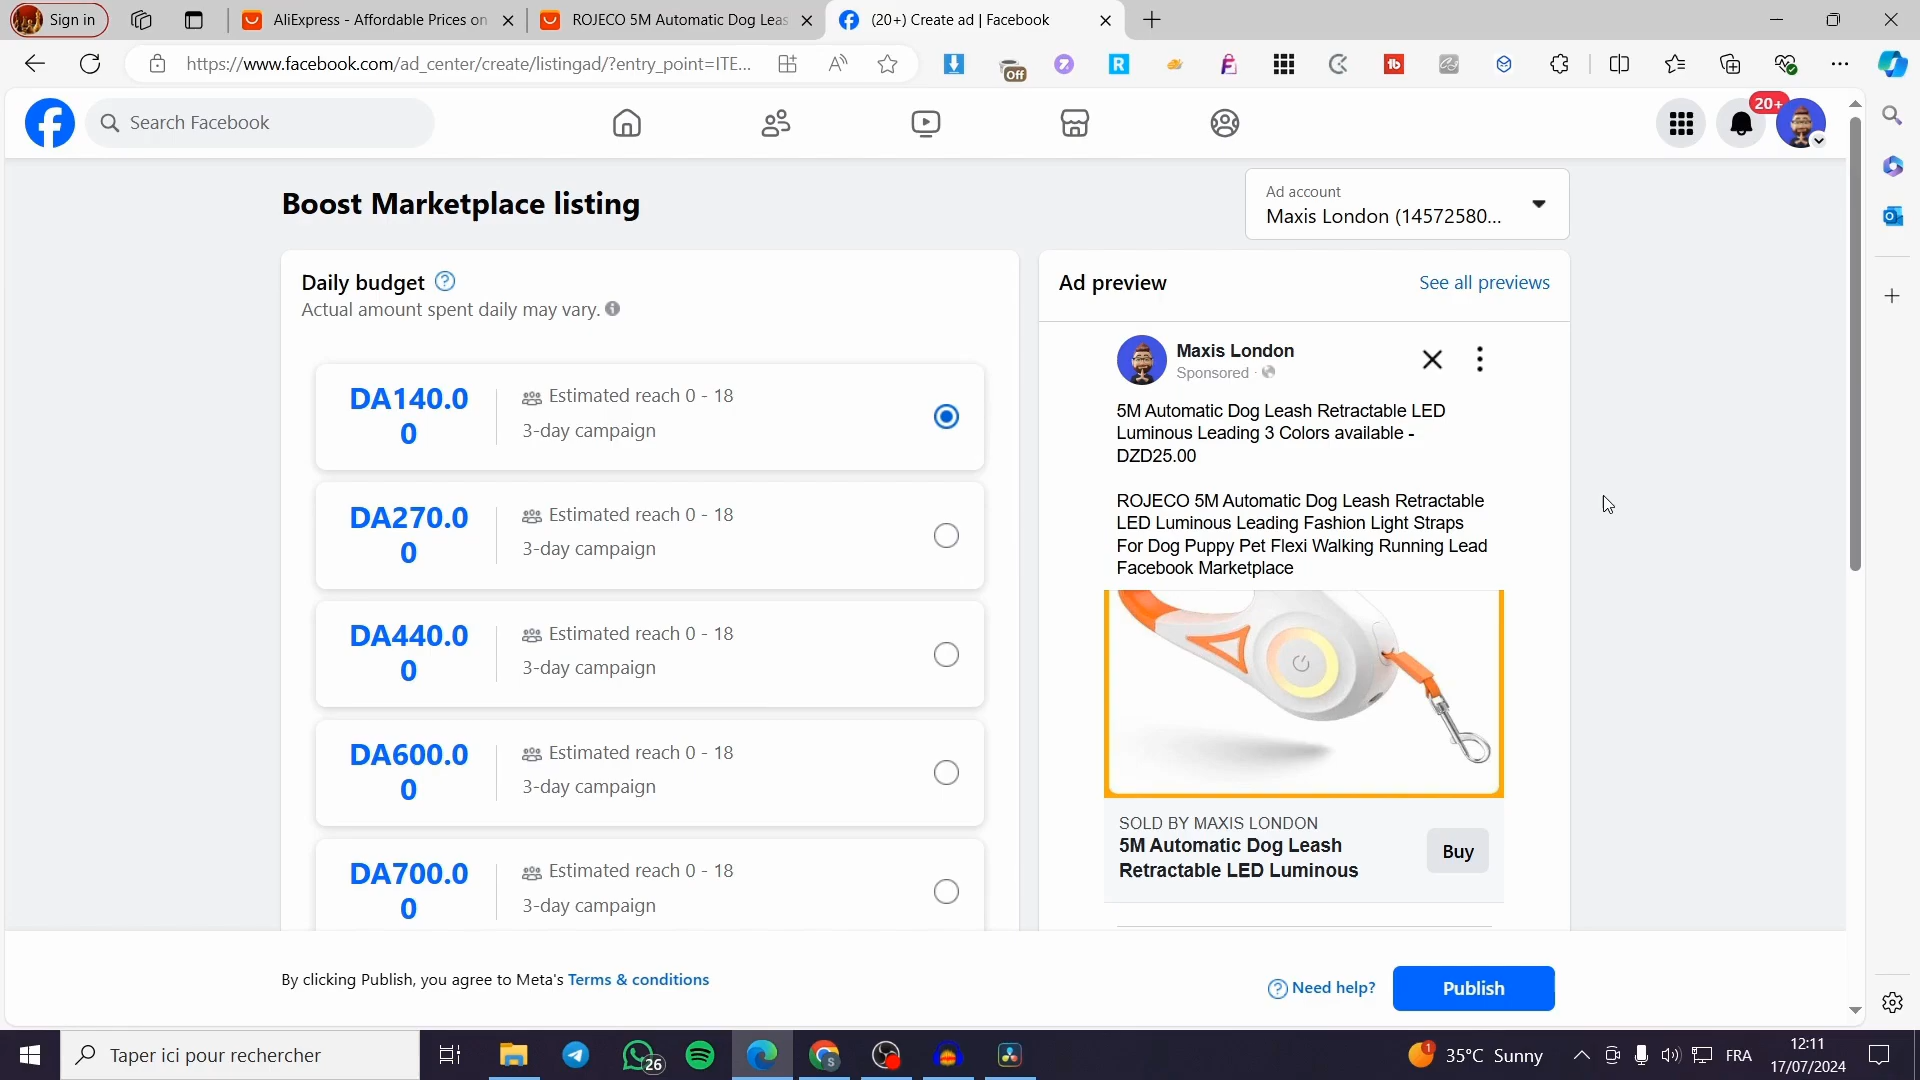 Sign in
AliExpress - Affordable Prices on
ROJECO 5M Automatic Dog Leas
(20+) Create ad | Facebook
https://www.facebook.com/ad_center/create/listingad/?entry_point=ITE...
Off
Search Facebook
20+
Boost Marketplace listing
Ad account
Maxis London (14572580...
Daily budget
Actual amount spent daily may vary.
DA140.0
0
Estimated reach 0 - 18
3-day campaign
DA270.0
0
Estimated reach 0 - 18
3-day campaign
DA440.0
0
Estimated reach 0 - 18
3-day campaign
DA600.0
0
Estimated reach 0 - 18
3-day campaign
DA700.0
0
Estimated reach 0 - 18
3-day campaign
Ad preview
See all previews
Maxis London
Sponsored ·
5M Automatic Dog Leash Retractable LED
Luminous Leading 3 Colors available -
DZD25.00
ROJECO 5M Automatic Dog Leash Retractable
LED Luminous Leading Fashion Light Straps
For Dog Puppy Pet Flexi Walking Running Lead
Facebook Marketplace
SOLD BY MAXIS LONDON
5M Automatic Dog Leash
Retractable LED Luminous
Buy
By clicking Publish, you agree to Meta's Terms & conditions
Need help?
Publish
Taper ici pour rechercher
26
1
35°C Sunny
FRA
12:11
17/07/2024